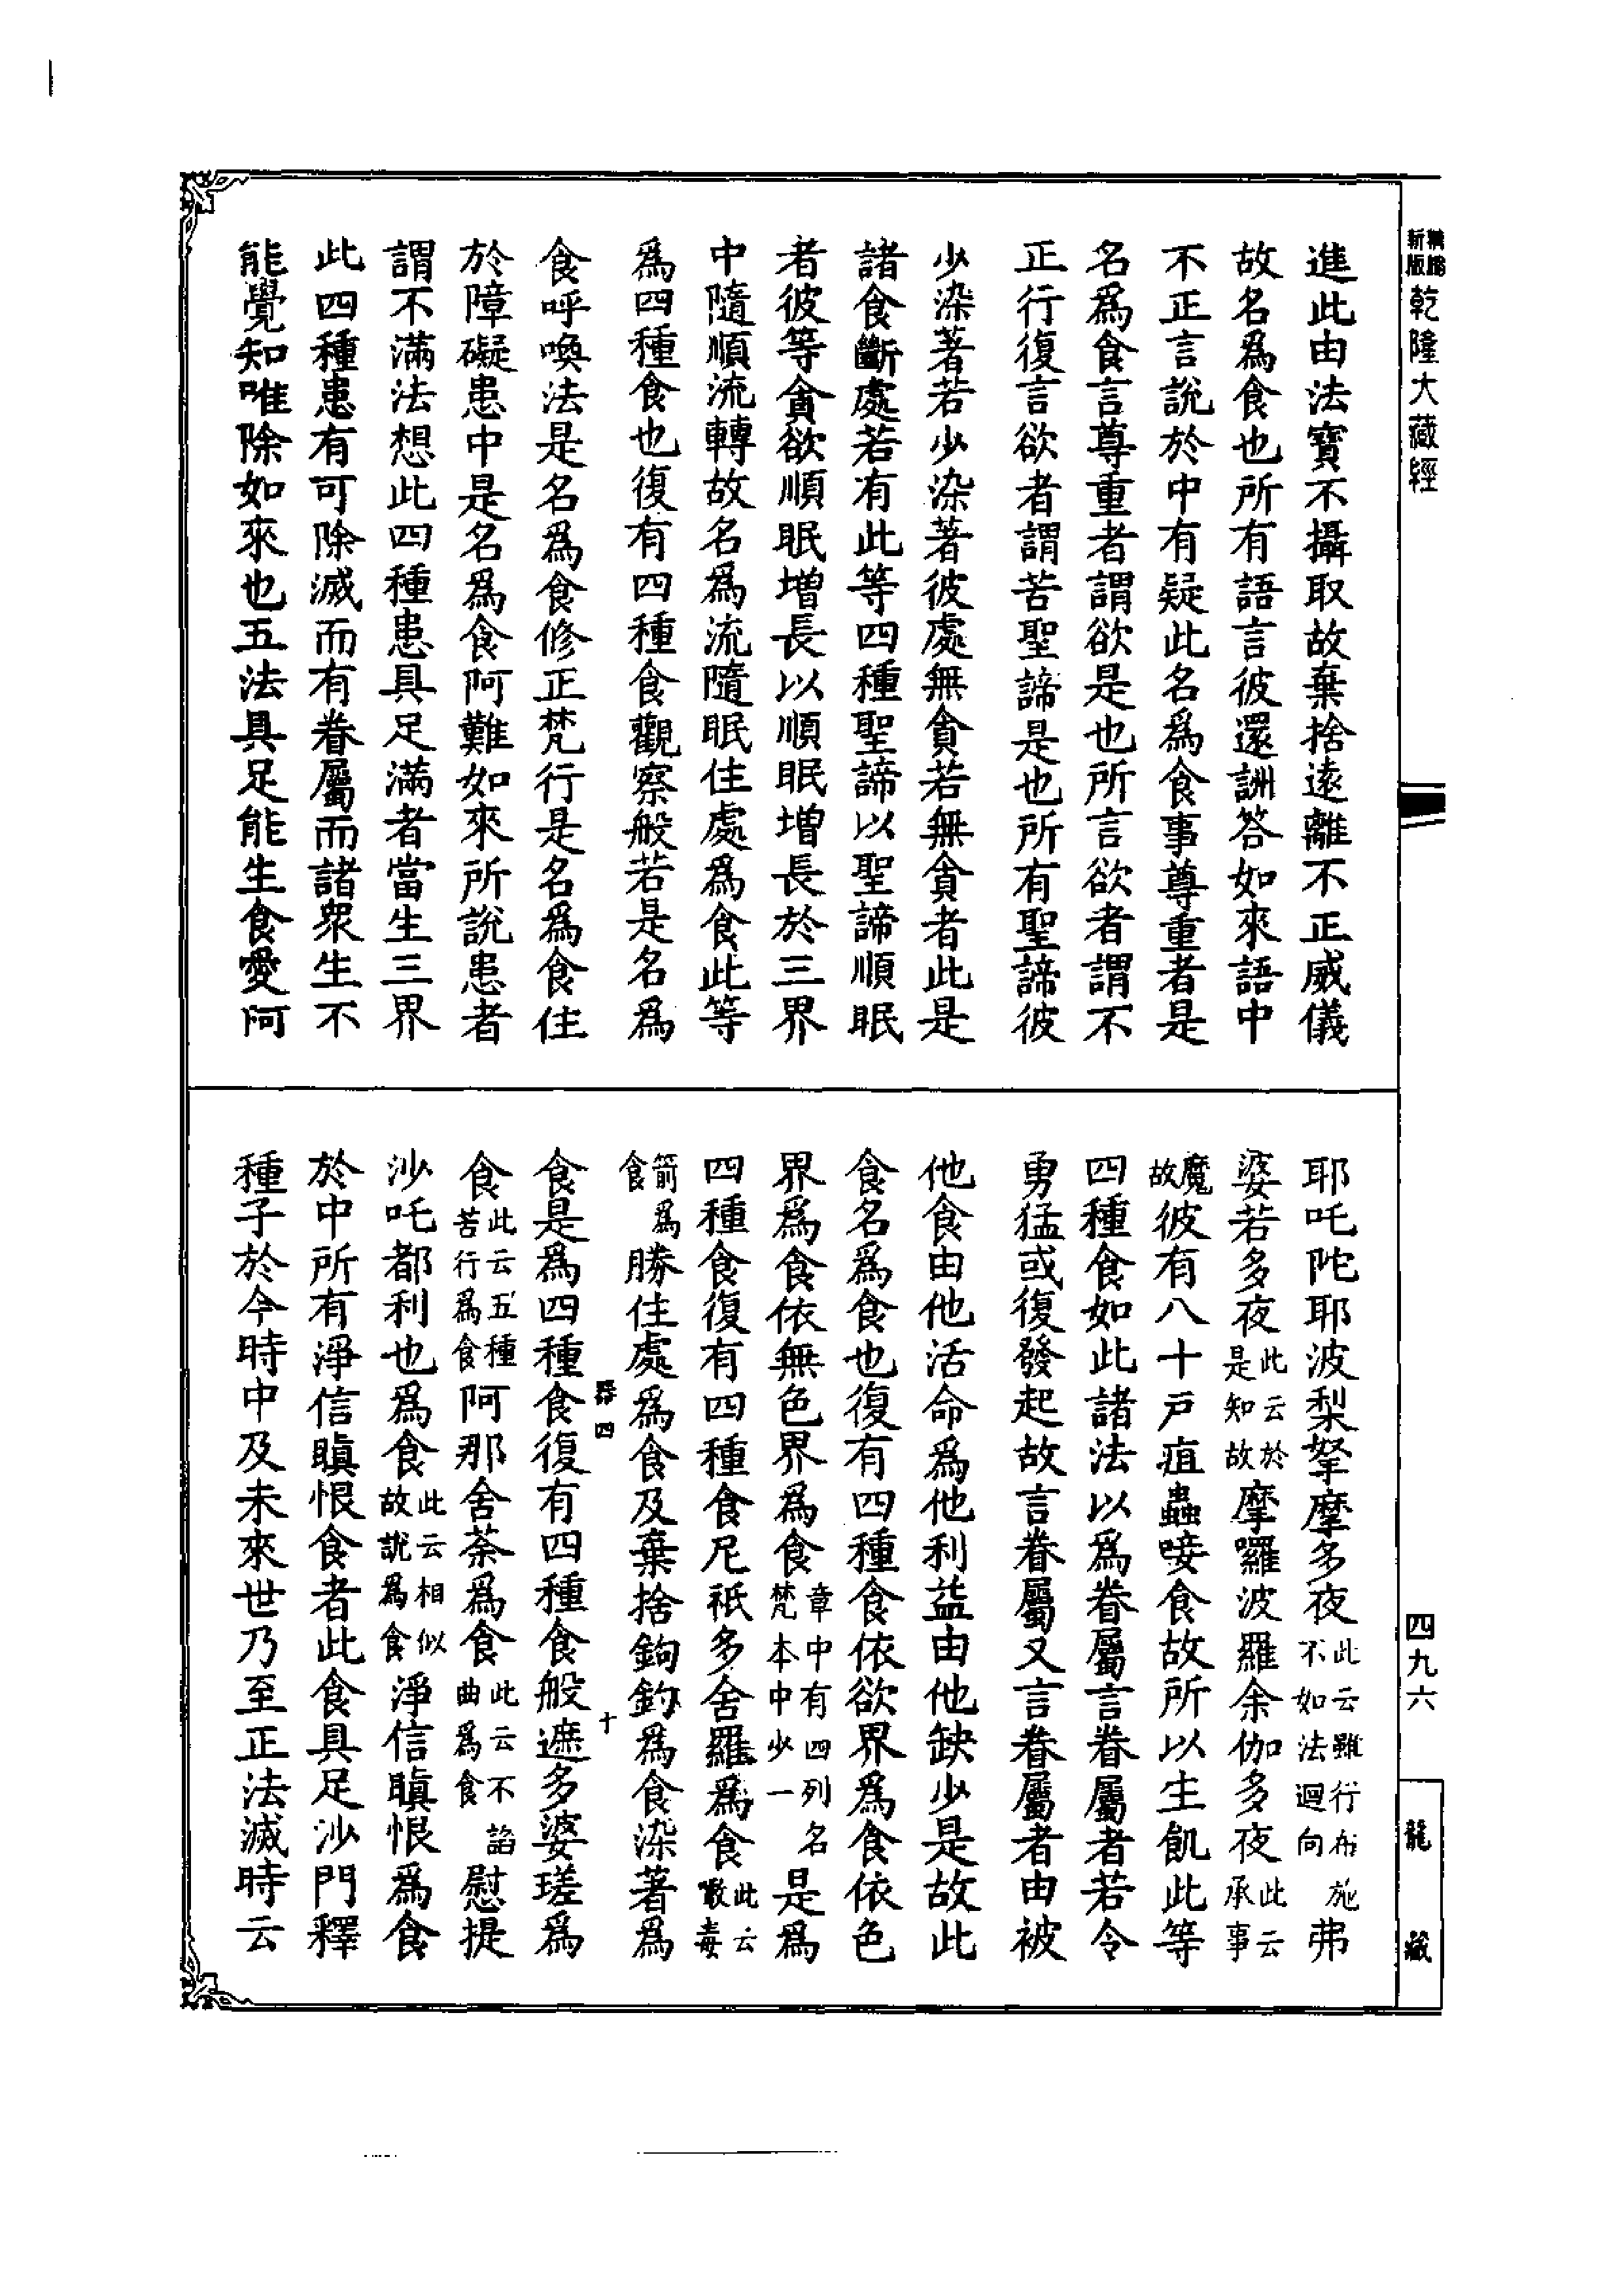 新版
乾隆大藏經
進此由法寶不攝取故棄捨遠離不正威儀
故名爲食也所有語言彼還詶答如來語中
不正言說於中有疑此名爲食事尊重者是
名爲食言尊重者謂欲是也所言欲者謂不
正行復言欲者謂苦聖諦是也所有聖諦彼
少染著若少染著彼處無貪若無貪者此是
諸食斷處若有此等四種聖諦以聖諦順眠
者彼等貪欲順眠增長以順眠增長於三界
中隨順流轉故名爲流隨眠住處爲食此等
爲四種食也復有四種食觀察般若是名爲
食呼喚法是名爲食修正梵行是名爲食住
於障礙患中是名爲食阿難如來所說患者
謂不滿法想此四種患具足滿者當生三界
此四種患有可除滅而有眷屬而諸眾生不
能覺知唯除如來也五法具足能生食愛阿
耶吒陀耶波梨拏摩多夜此云雖行布施不如法迴向弗
婆若多夜此云於是知故摩囉波羅余伽多夜此云承事
魔故彼有八十戶疽蟲唼食故所以生飢此等
四種食如此諸法以爲眷屬言眷屬者若令
勇猛或復發起故言眷屬又言眷屬者由被
他食由他活命爲他利益由他缺少是故此
食名爲食也復有四種食依欲界爲食依色
界爲食依無色界爲食章中有四列名梵本中少一是爲
四種食復有四種食尼祇多舍羅爲食此云散毒
箭爲食勝住處爲食及棄捨鉤釣爲食染著爲
食是爲四種食復有四種食般遮多婆瑳爲
食此云五種苦行爲食阿那舍荼爲食此云不諂曲爲食慰提
沙吒都利也爲食此云相似故說爲食淨信瞋恨爲食
於中所有淨信瞋恨食者此食具足沙門釋
種子於今時中及未來世乃至正法滅時云
器四
十
四九六
龍藏